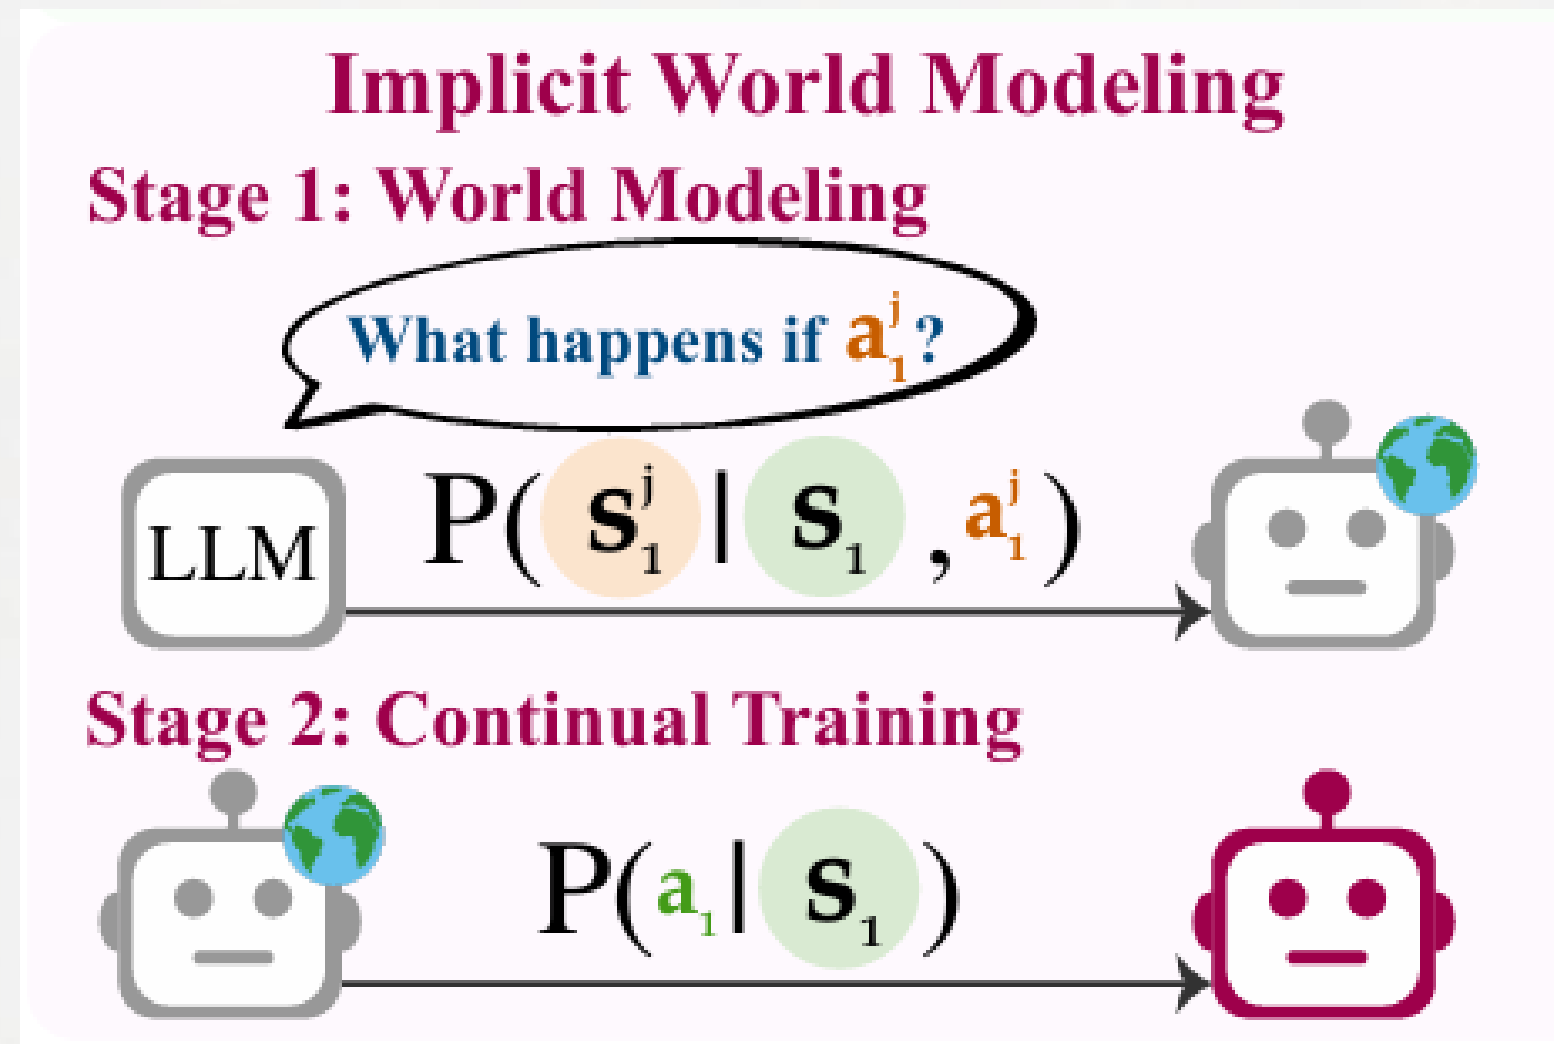 Implicit World Modeling
Stage 1: World Modeling
What happens if a₁ʲ?
LLM
P(s₁ʲ | s₁, a₁ʲ)
Stage 2: Continual Training
P(a₁|s₁)